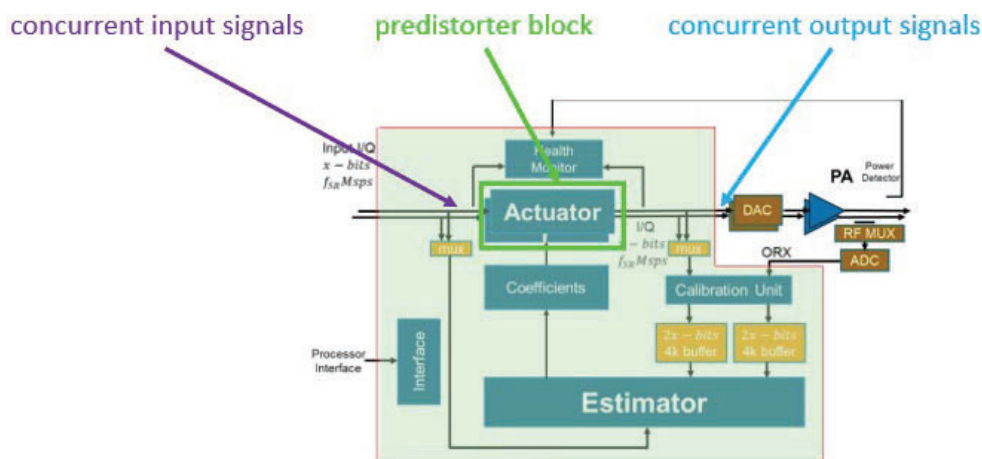 concurrent input signals
predistorter block
concurrent output signals
Input I/Q
x − bits
f_SR Msps
Health
Monitor
PA
Power
Detector
Actuator
DAC
I/Q
− bits
f_SR Msps
mux
mux
RF MUX
ORX
ADC
Coefficients
Calibration Unit
2x − bits
4k buffer
2x − bits
4k buffer
Processor
Interface
Interface
Estimator